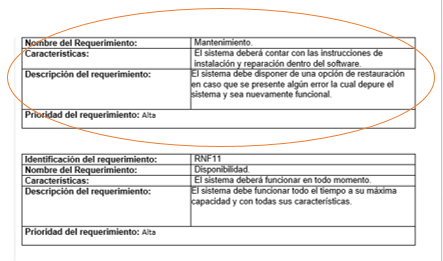 Nombre del Requerimiento: Mantenimiento.
Características: El sistema deberá contar con las instrucciones de
instalación y reparación dentro del software.
Descripción del requerimiento: El sistema debe disponer de una opción de restauración
en caso que se presente algún error la cual depure el
sistema y sea nuevamente funcional.
Prioridad del requerimiento: Alta
Identificación del requerimiento: RNF11
Nombre del Requerimiento: Disponibilidad.
Características: El sistema deberá funcionar en todo momento.
Descripción del requerimiento: El sistema debe funcionar todo el tiempo a su máxima
capacidad y con todas sus características.
Prioridad del requerimiento: Alta